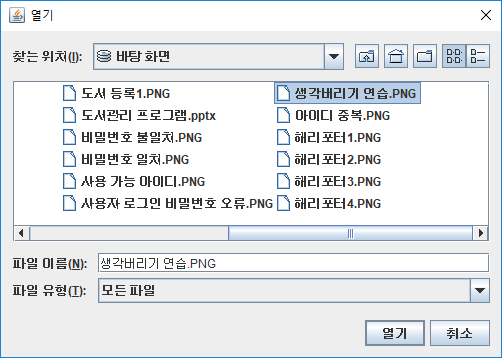 열기
찾는 위치(I): 바탕 화면
도서 등록1.PNG
도서관리 프로그램.pptx
비밀번호 불일처.PNG
비밀번호 일처.PNG
사용 가능 아이디.PNG
사용자 로그인 비밀번호 오류.PNG
생각버리기 연습.PNG
아이디 중복.PNG
해리포터1.PNG
해리포터2.PNG
해리포터3.PNG
해리포터4.PNG
파일 이름(N): 생각버리기 연습.PNG
파일 유형(T): 모든 파일
열기 취소